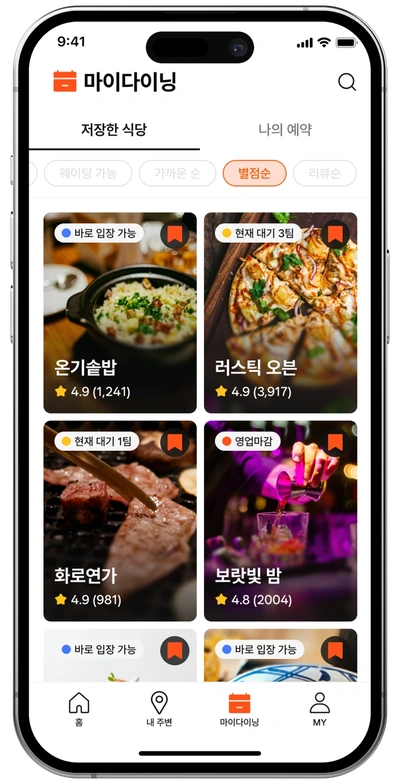 9:41
마이다이닝
저장한 식당
나의 예약
웨이팅 가능
가까운 순
별점순
리뷰순
바로 입장 가능
현재 대기 3팀
온기솥밥
4.9 (1,241)
러스틱 오븐
4.9 (3,917)
현재 대기 1팀
영업마감
화로연가
4.9 (981)
보랏빛 밤
4.8 (2004)
바로 입장 가능
바로 입장 가능
홈
내 주변
마이다이닝
MY